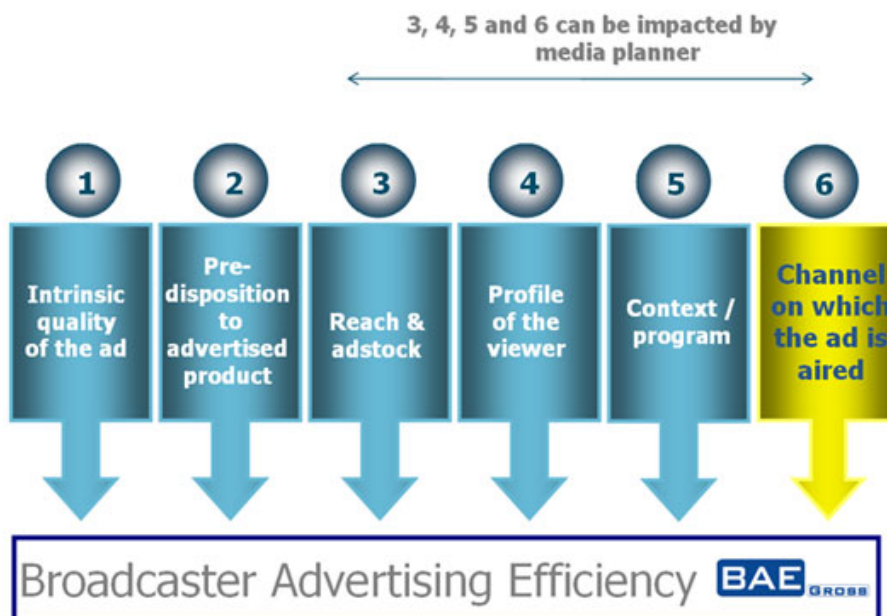 3, 4, 5 and 6 can be impacted by
media planner
1
2
3
4
5
6
Intrinsic
quality
of the ad
Pre-
disposition
to
advertised
product
Reach &
adstock
Profile
of the
viewer
Context /
program
Channel
on which
the ad is
aired
Broadcaster Advertising Efficiency BAE GROSS